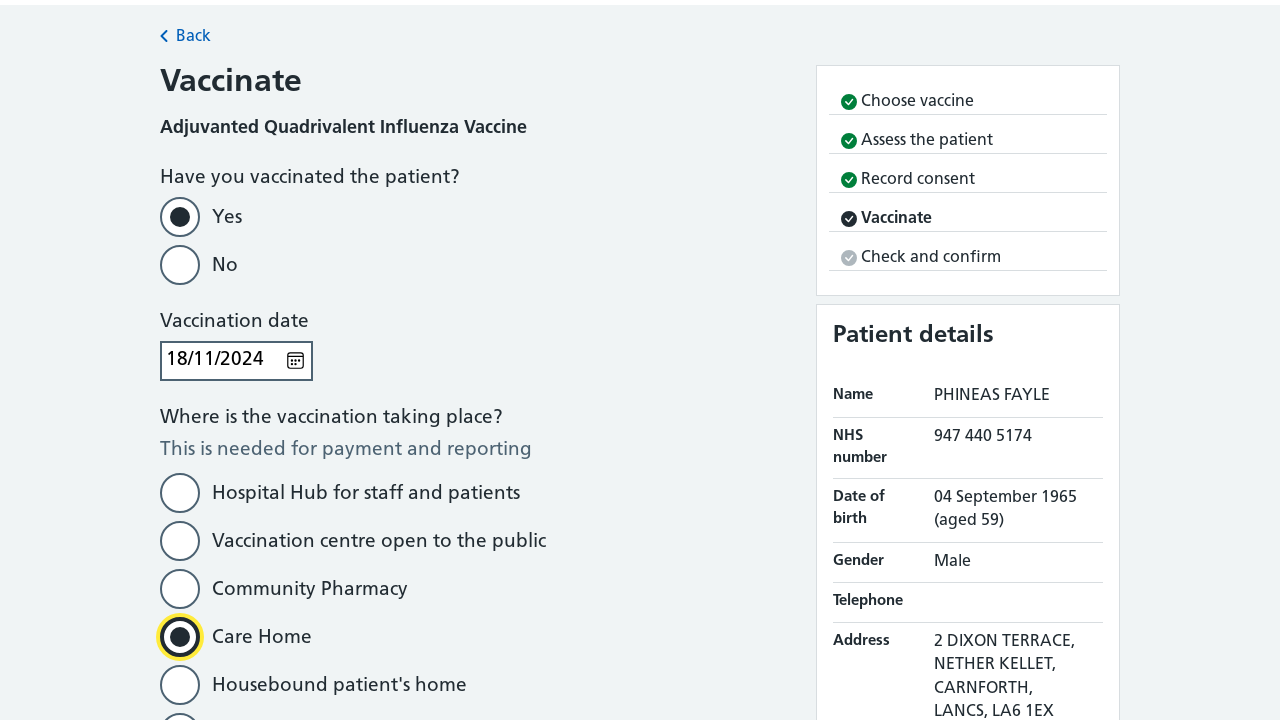 Back
Vaccinate
Adjuvanted Quadrivalent Influenza Vaccine
Have you vaccinated the patient?
Yes
No
Vaccination date
18/11/2024
Where is the vaccination taking place?
This is needed for payment and reporting
Hospital Hub for staff and patients
Vaccination centre open to the public
Community Pharmacy
Care Home
Housebound patient's home
Choose vaccine
Assess the patient
Record consent
Vaccinate
Check and confirm
Patient details
Name PHINEAS FAYLE
NHS number 947 440 5174
Date of birth 04 September 1965 (aged 59)
Gender Male
Telephone
Address 2 DIXON TERRACE,
NETHER KELLET,
CARNFORTH,
LANCS, LA6 1EX